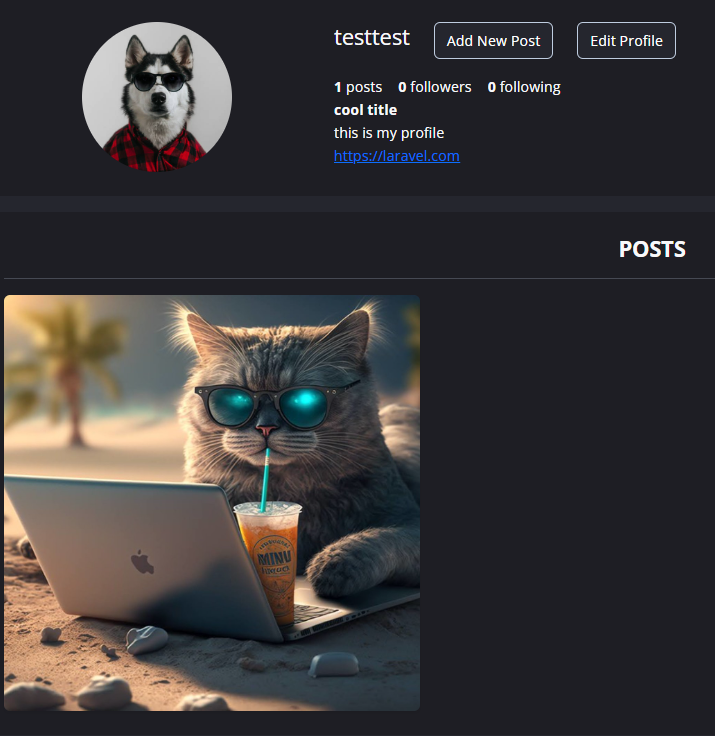 testtest Add New Post Edit Profile
1 posts 0 followers 0 following
cool title
this is my profile
https://laravel.com
POSTS
MINU